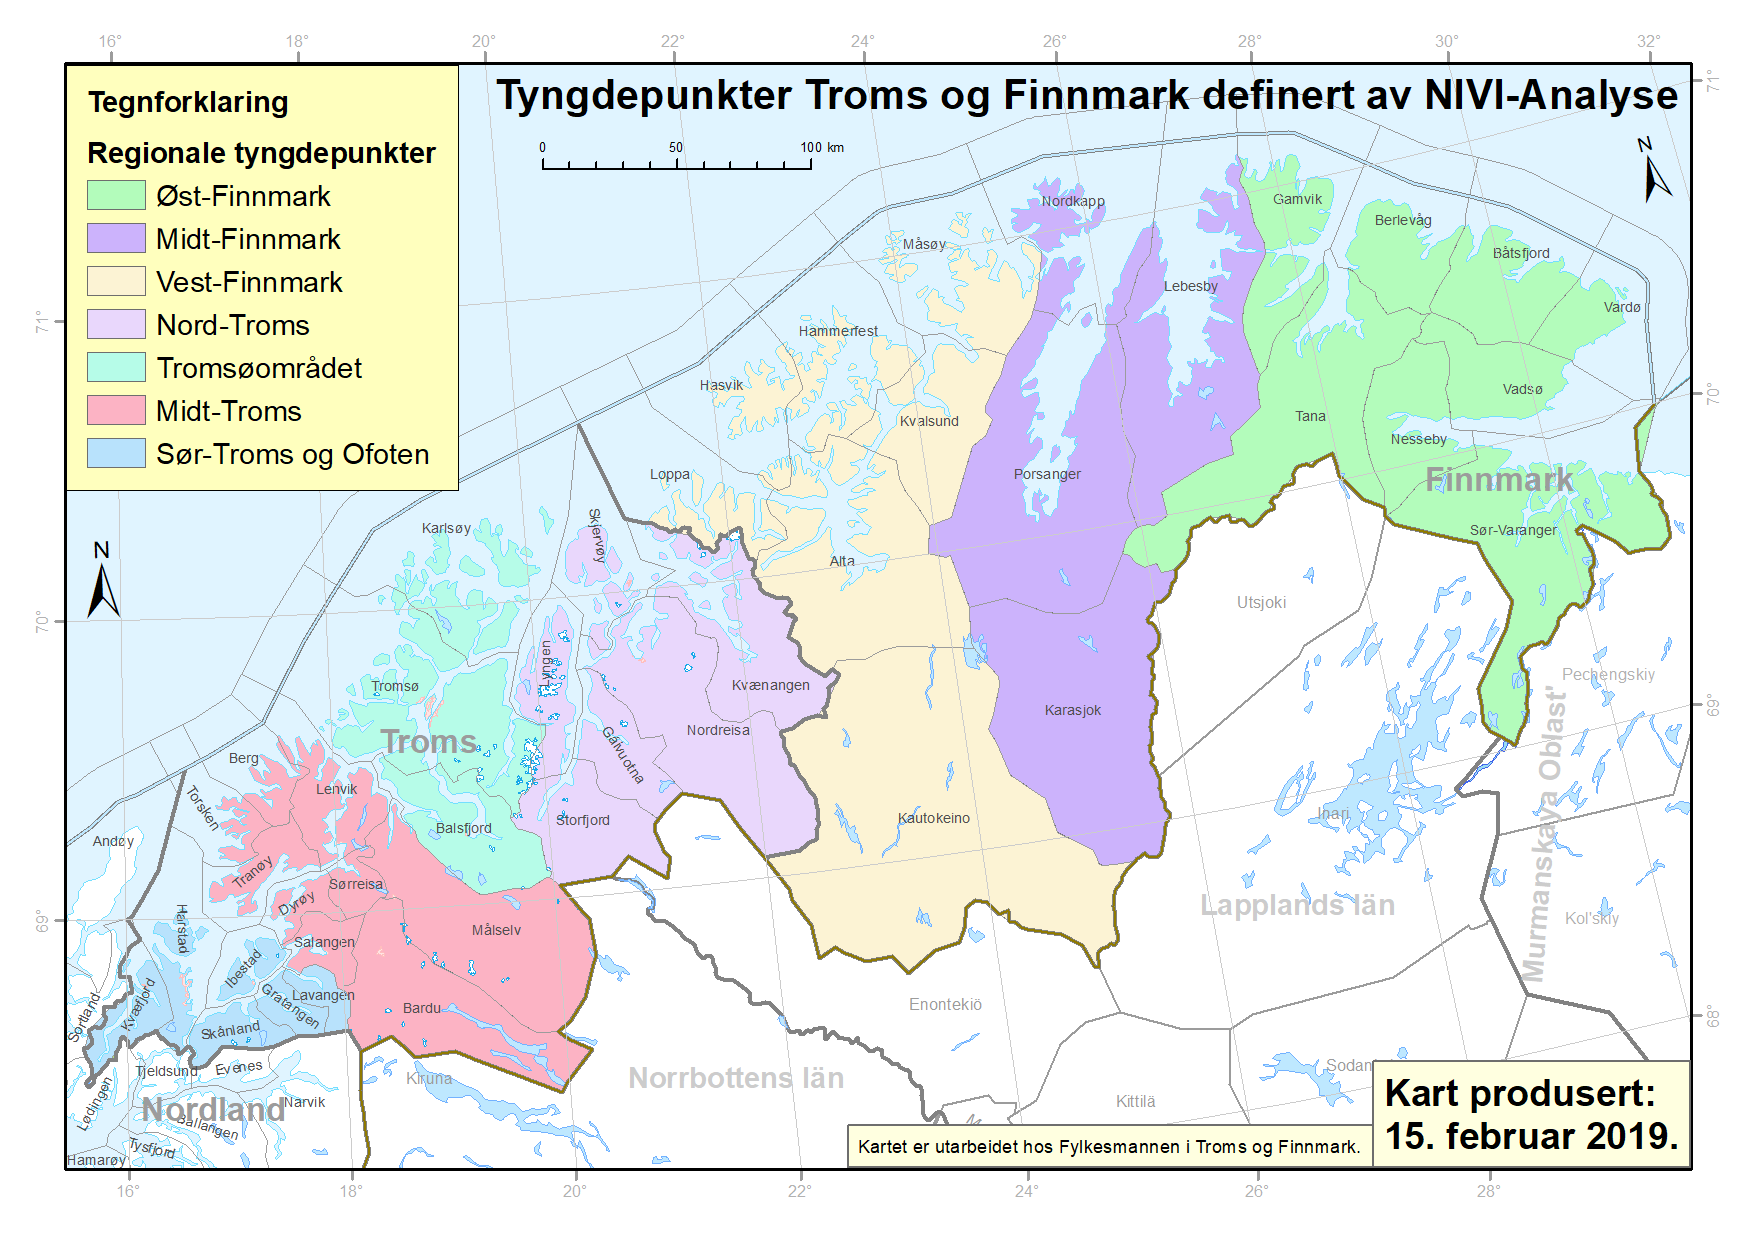 16° 18° 20° 22° 24° 26° 28° 30° 32°
Tegnforklaring
Regionale tyngdepunkter
Øst-Finnmark
Midt-Finnmark
Vest-Finnmark
Nord-Troms
Tromsøområdet
Midt-Troms
Sør-Troms og Ofoten
Tyngdepunkter Troms og Finnmark definert av NIVI-Analyse
0 50 100 km
N
N
71°
70°
69°
71°
70°
69°
68°
Nordkapp
Gamvik
Berlevåg
Måsøy
Båtsfjord
Lebesby
Vardø
Hammerfest
Hasvik
Vadsø
Kvalsund
Tana
Nesseby
Loppa
Porsanger
Finnmark
Karlsøy
Skjervøy
Sør-Varanger
Alta
Utsjoki
Lyngen
Pechengskiy
Tromsø
Kvænangen
Karasjok
Troms
Nordreisa
Gáivuotna
Berg
Lenvik
Torsken
Balsfjord
Storfjord
Kautokeino
Inari
Murmanskaya Oblast'
Andøy
Tranøy
Sørreisa
Dyrøy
Lapplands län
Kol'skiy
Harstad
Målselv
Salangen
Ibestad
Lavangen
Gratangen
Kvæfjord
Bardu
Enontekiö
Sortland
Skånland
Tjeldsund
Evenes
Kiruna
Norrbottens län
Lødingen
Nordland
Narvik
Ballangen
Tysfjord
Hamarøy
Kittilä
Kart produsert:
15. februar 2019.
Kartet er utarbeidet hos Fylkesmannen i Troms og Finnmark.
16° 18° 20° 22° 24° 26° 28°